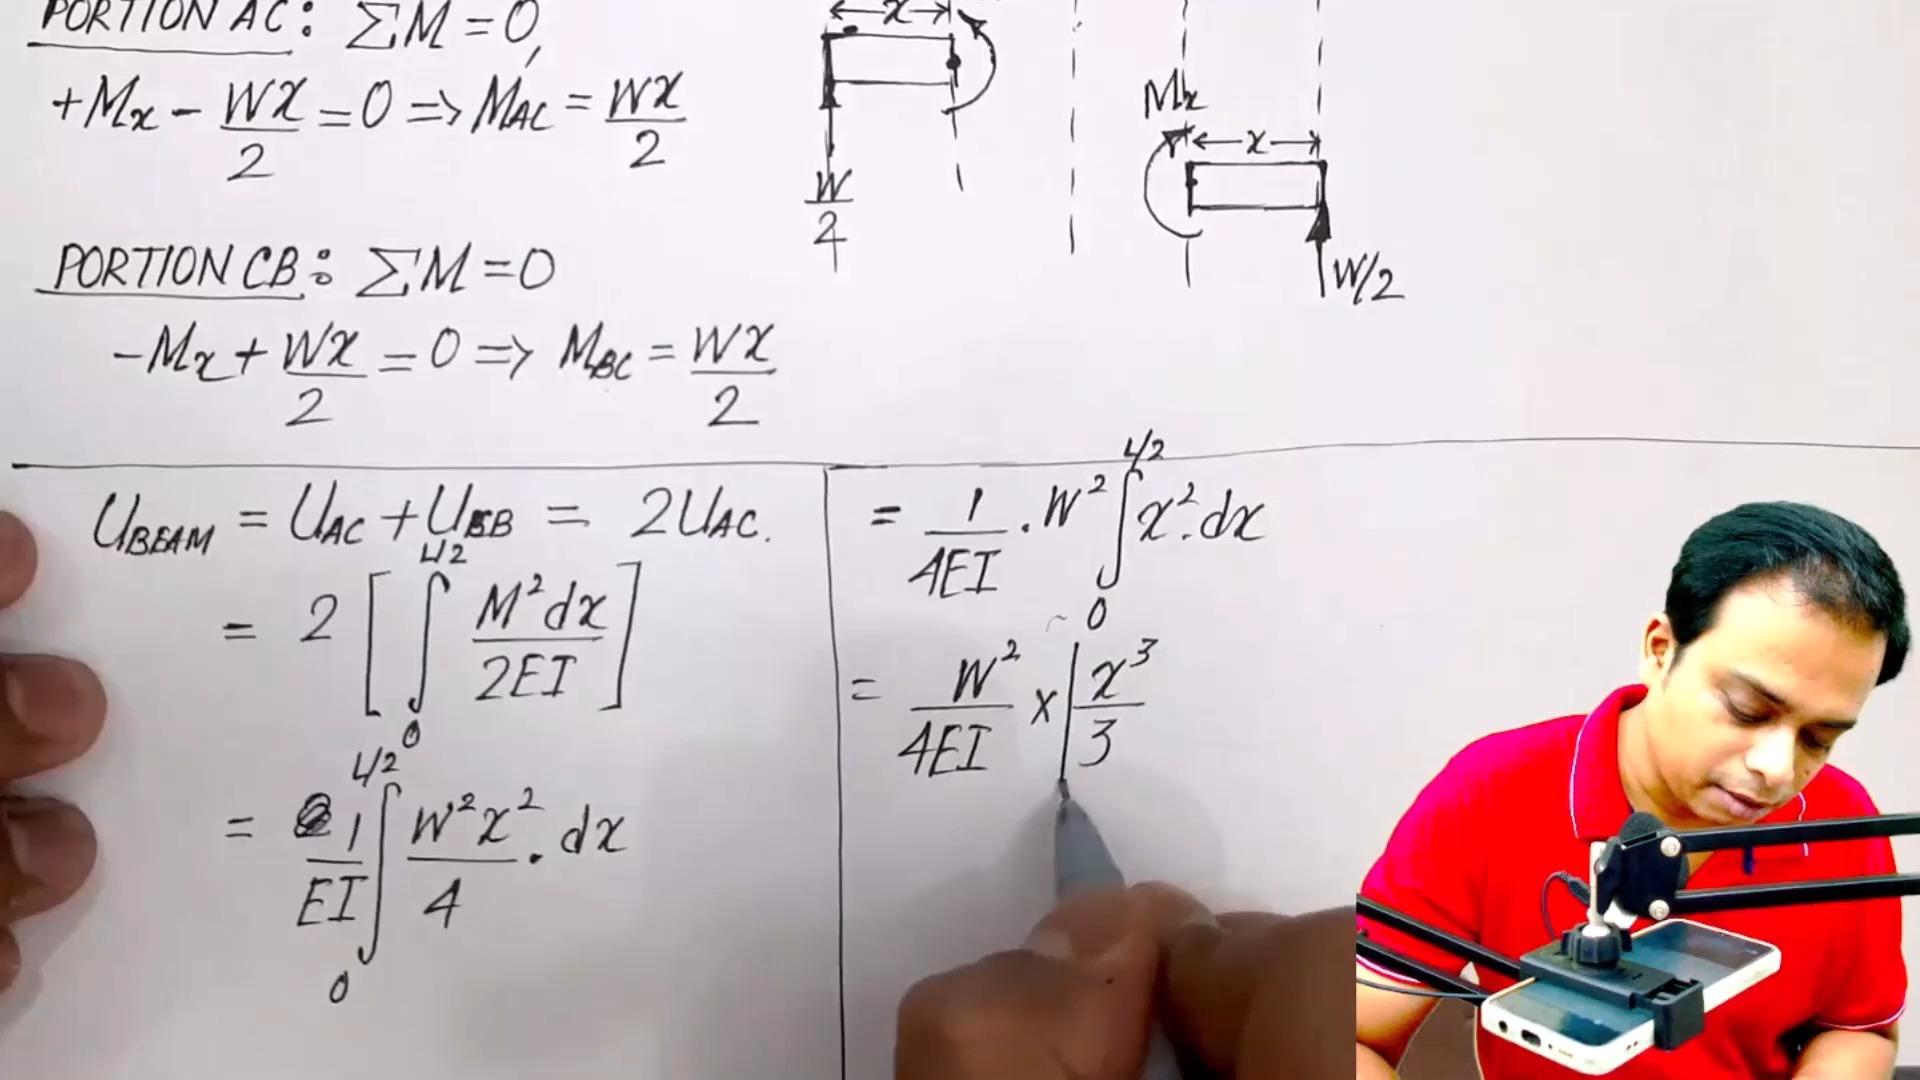 PORTION AC: ΣM = 0,
+Mx - WX/2 = 0 => MAC = WX/2
x
W/2
Mx
x
W/2
PORTION CB: ΣM = 0
-Mx + WX/2 = 0 => MBC = WX/2
UBEAM = UAC + UBB = 2UAC.
= 2 [ ∫₀^(L/2) M²dx/2EI ]
= 1/EI ∫₀^(L/2) W²x²/4 . dx
= 1/4EI . W² ∫₀^(L/2) x². dx
= W²/4EI × | x³/3